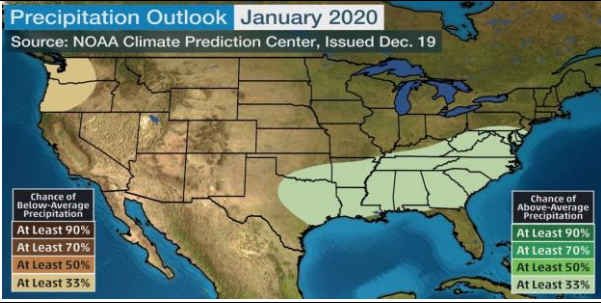 Precipitation Outlook January 2020
Source: NOAA Climate Prediction Center, Issued Dec. 19
Chance of
Below-Average
Precipitation
At Least 90%
At Least 70%
At Least 50%
At Least 33%
Chance of
Above-Average
Precipitation
At Least 90%
At Least 70%
At Least 50%
At Least 33%